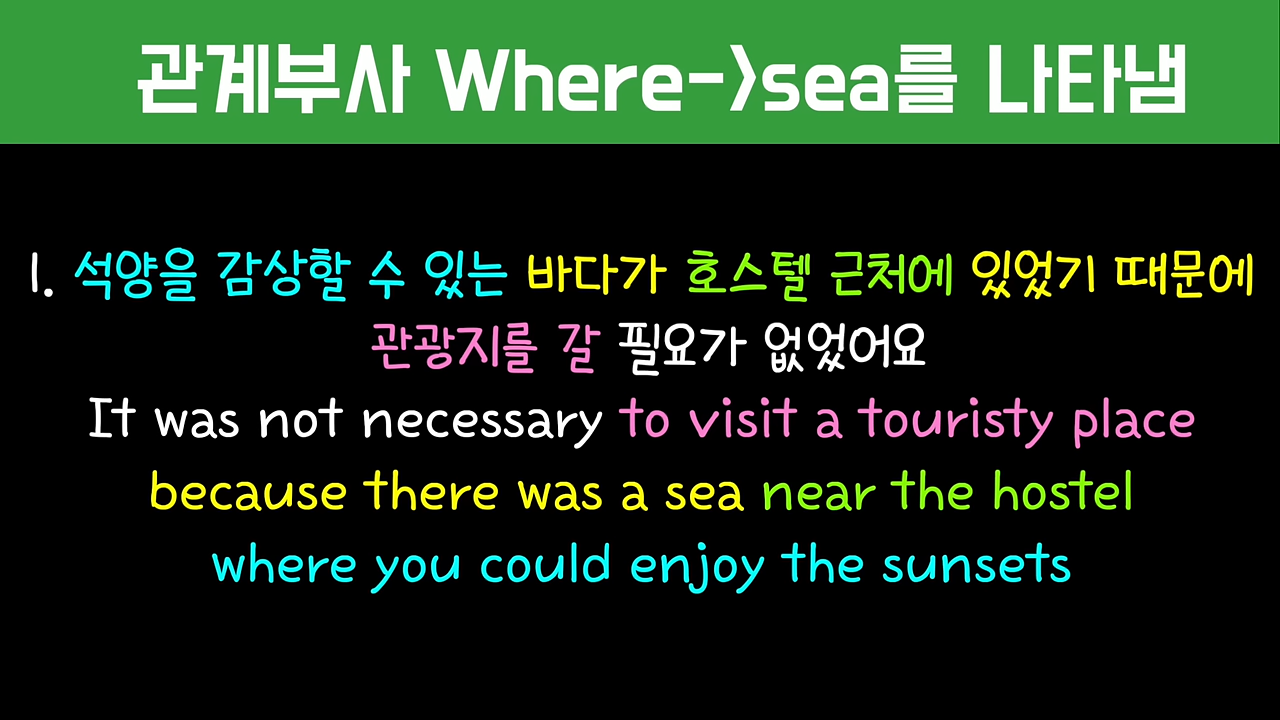 관계부사 Where->sea를 나타냄
1. 석양을 감상할 수 있는 바다가 호스텔 근처에 있었기 때문에
관광지를 갈 필요가 없었어요
It was not necessary to visit a touristy place
because there was a sea near the hostel
where you could enjoy the sunsets